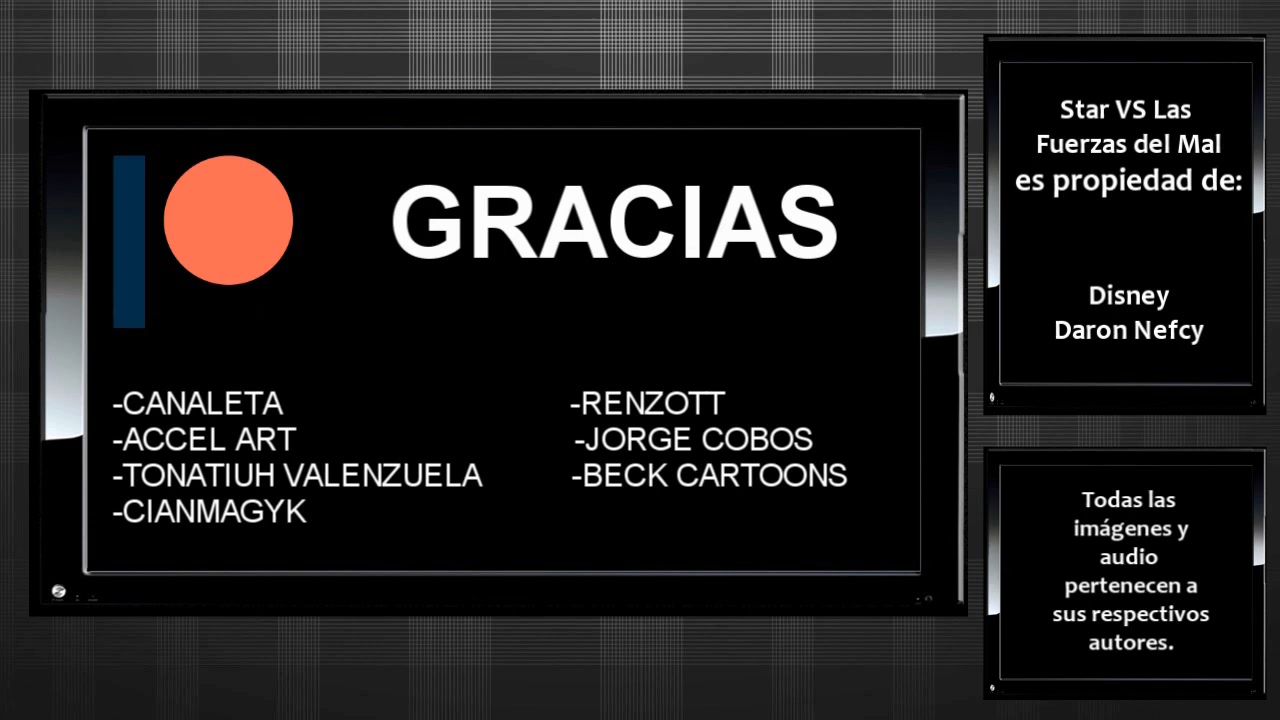 GRACIAS
-CANALETA
-ACCEL ART
-TONATIUH VALENZUELA
-CIANMAGYK
-RENZOTT
-JORGE COBOS
-BECK CARTOONS
Star VS Las
Fuerzas del Mal
es propiedad de:
Disney
Daron Nefcy
Todas las
imágenes y
audio
pertenecen a
sus respectivos
autores.